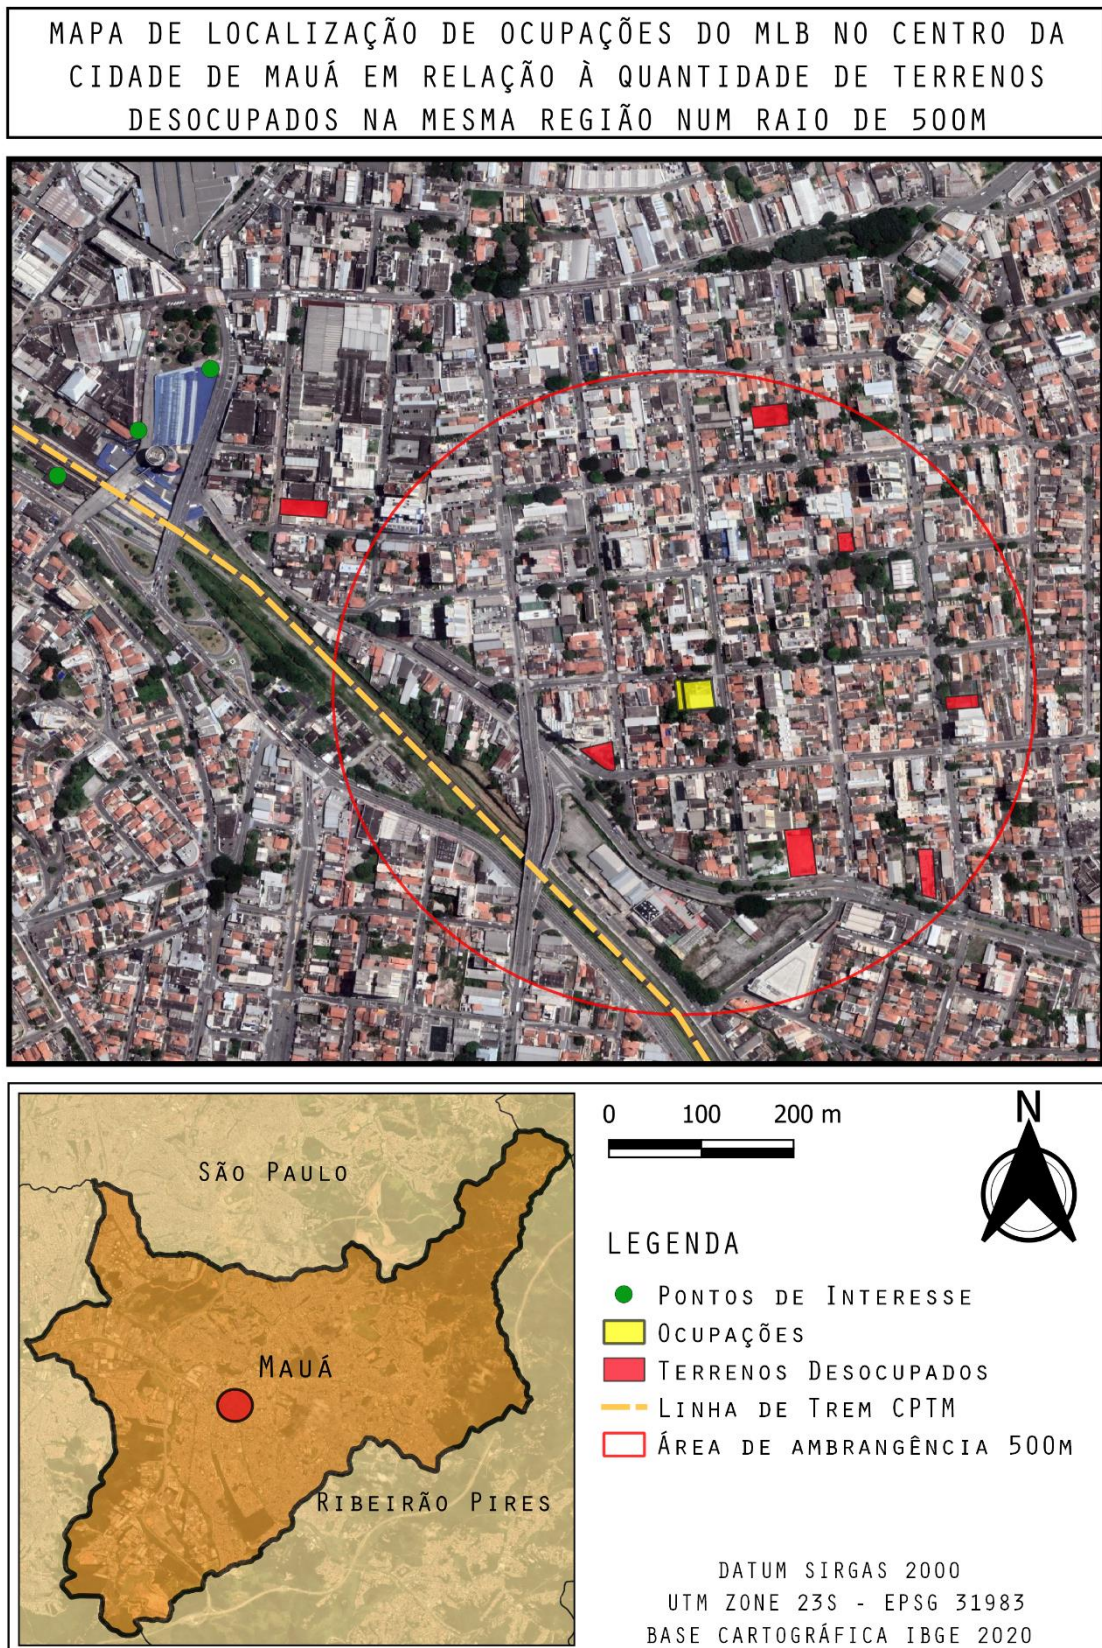 MAPA DE LOCALIZAÇÃO DE OCUPAÇÕES DO MLB NO CENTRO DA
CIDADE DE MAUÁ EM RELAÇÃO À QUANTIDADE DE TERRENOS
DESOCUPADOS NA MESMA REGIÃO NUM RAIO DE 500M
SÃO PAULO
MAUÁ
RIBEIRÃO PIRES
0 100 200 m
N
LEGENDA
PONTOS DE INTERESSE
OCUPAÇÕES
TERRENOS DESOCUPADOS
LINHA DE TREM CPTM
ÁREA DE AMBRANGÊNCIA 500M
DATUM SIRGAS 2000
UTM ZONE 23S - EPSG 31983
BASE CARTOGRÁFICA IBGE 2020